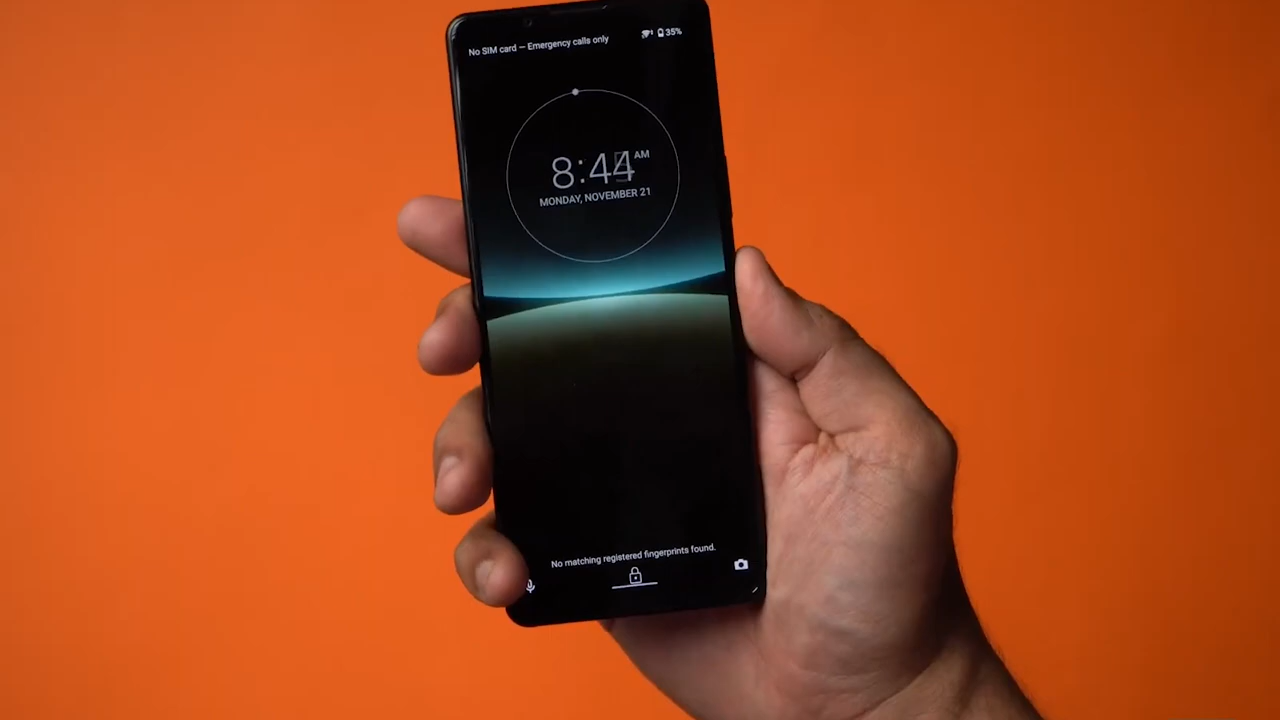 No SIM card — Emergency calls only
35%
8:44 AM
MONDAY, NOVEMBER 21
No matching registered fingerprints found.